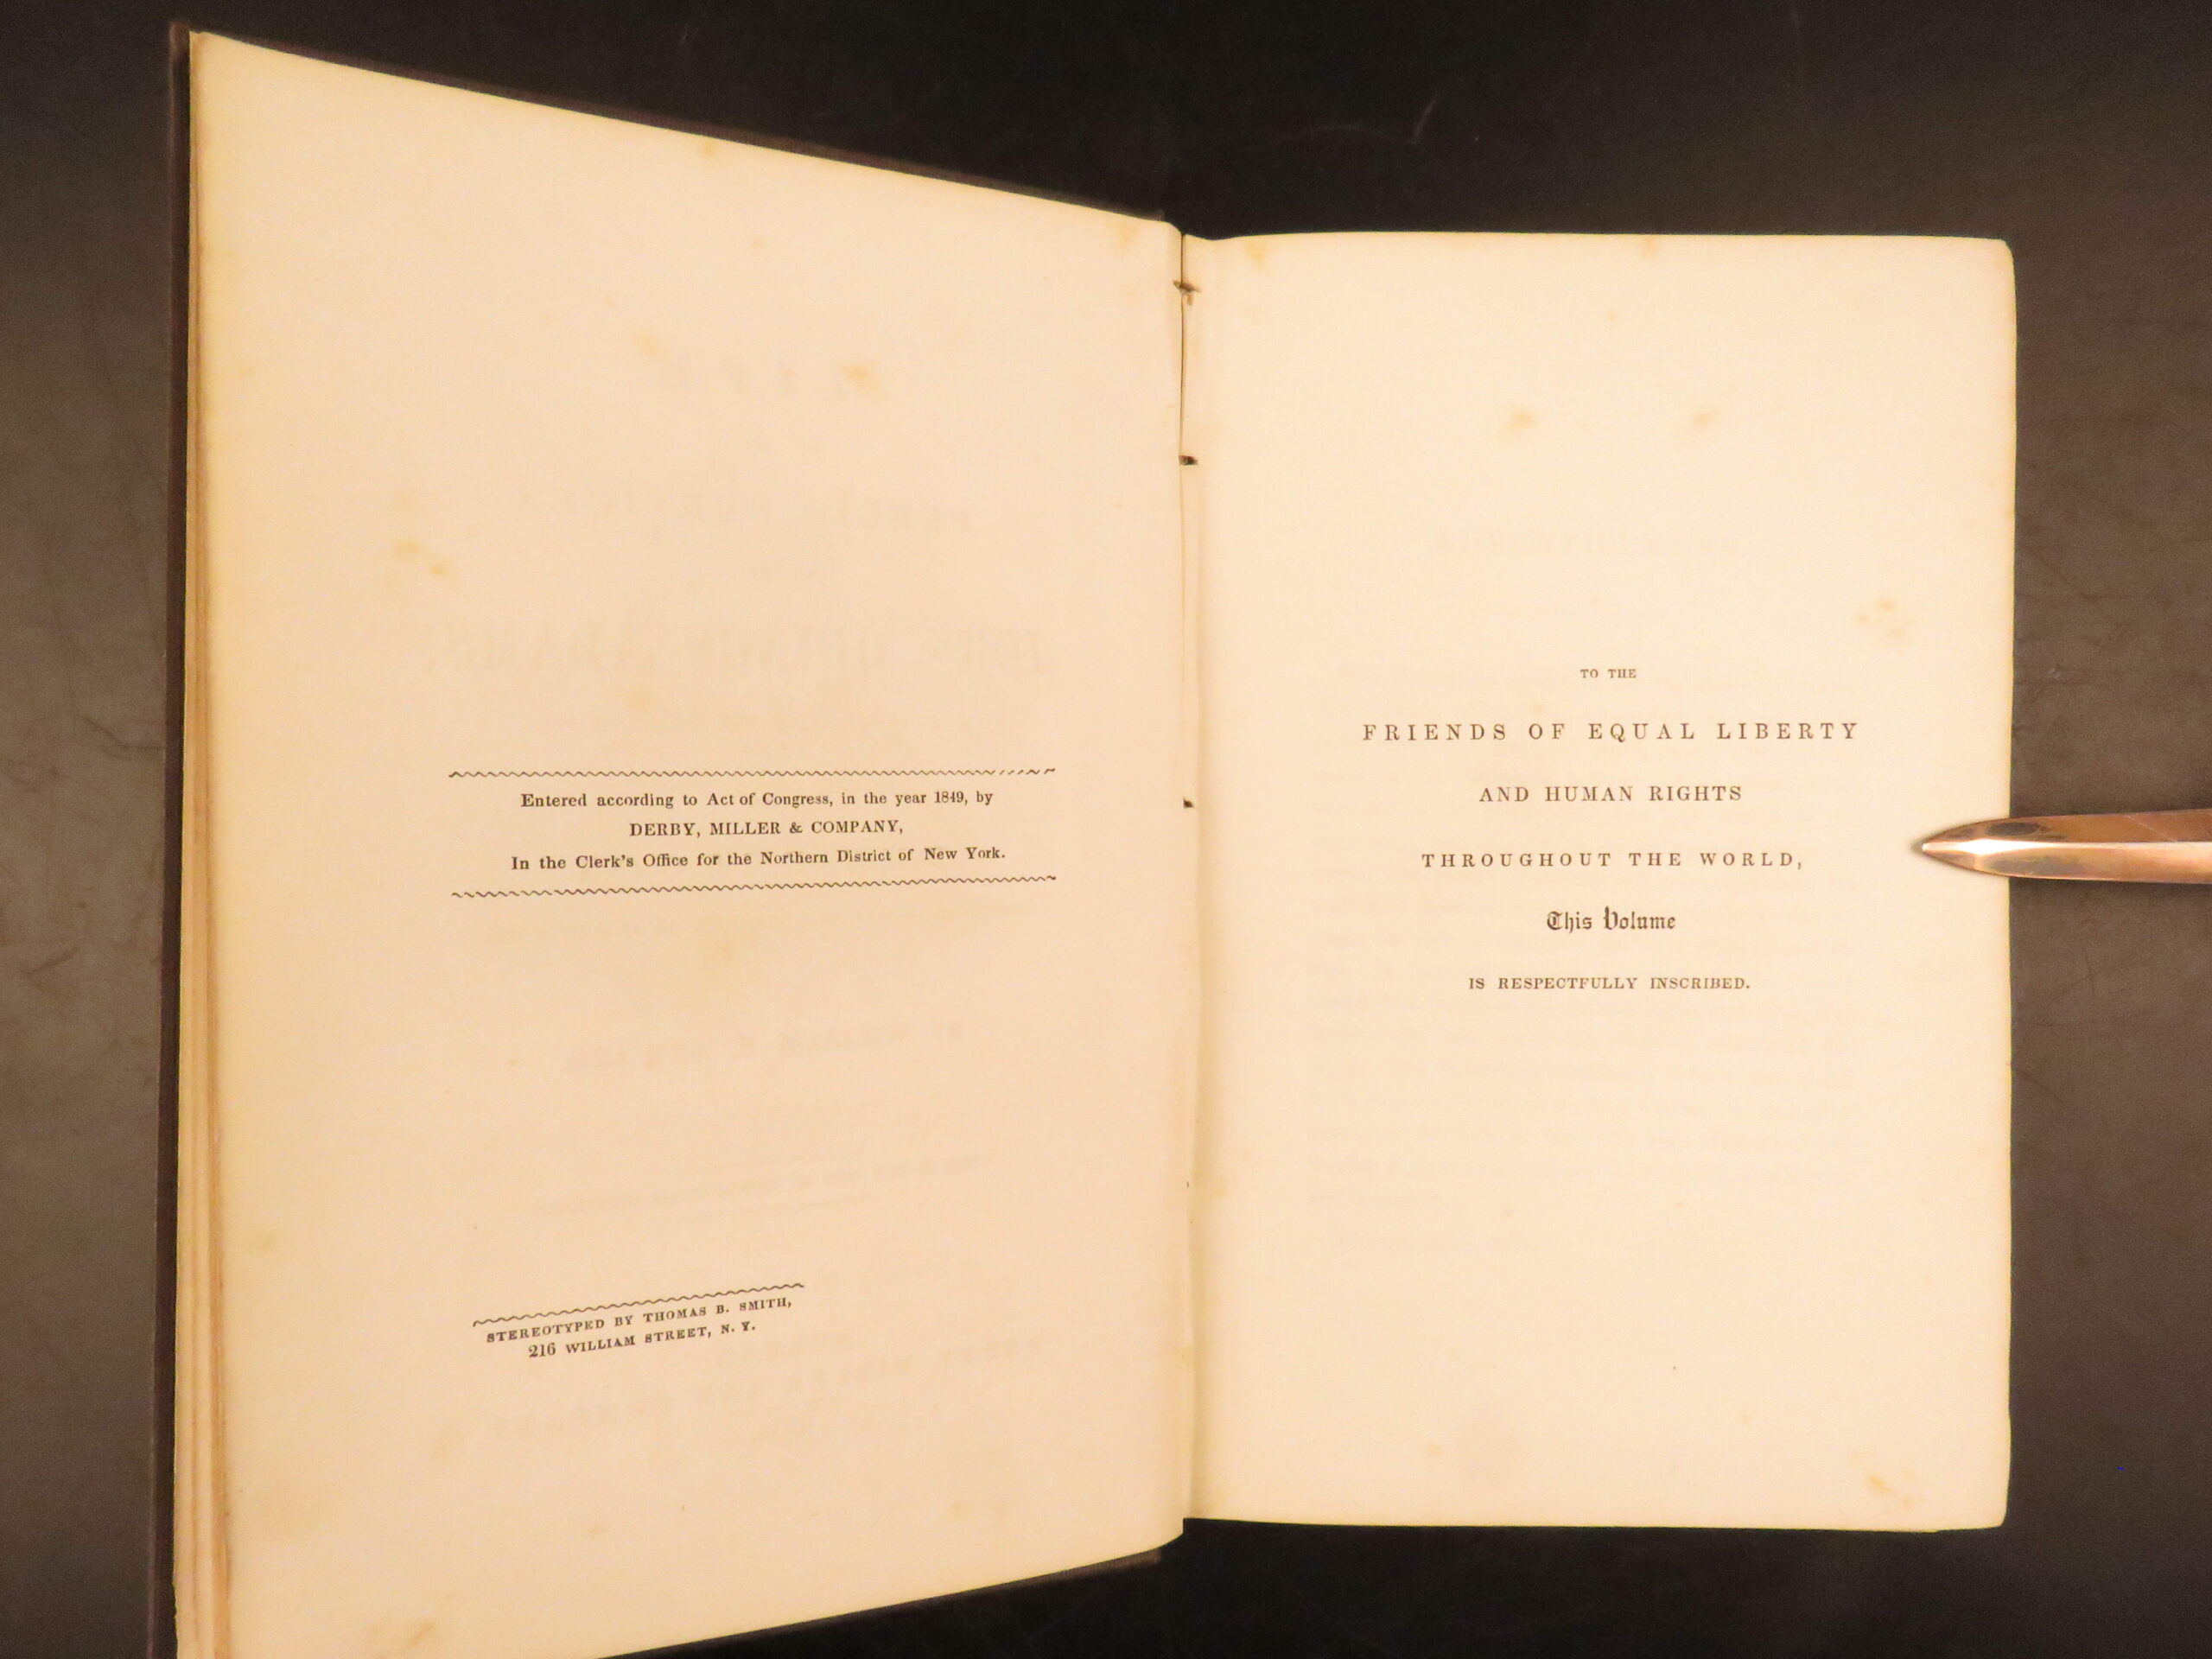 Entered according to Act of Congress, in the year 1849, by
DERBY, MILLER & COMPANY,
In the Clerk's Office for the Northern District of New York.
STEREOTYPED BY THOMAS B. SMITH,
216 WILLIAM STREET, N. Y.
TO THE
FRIENDS OF EQUAL LIBERTY
AND HUMAN RIGHTS
THROUGHOUT THE WORLD,
This Volume
IS RESPECTFULLY INSCRIBED.